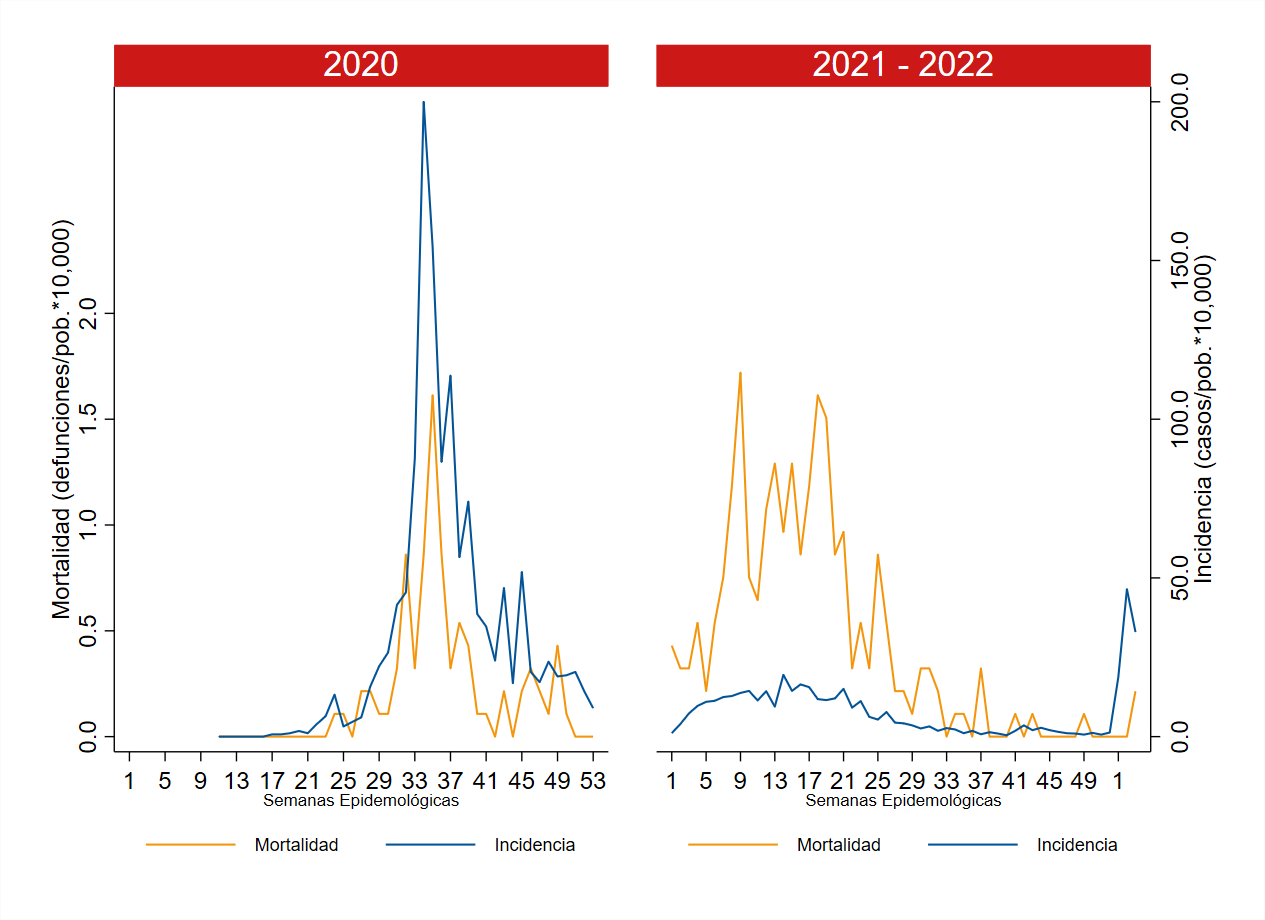 2020
2021 - 2022
Mortalidad (defunciones/pob.*10,000)
0.0 0.5 1.0 1.5 2.0
1 5 9 13 17 21 25 29 33 37 41 45 49 53
Semanas Epidemológicas
Mortalidad Incidencia
1 5 9 13 17 21 25 29 33 37 41 45 49 1
Semanas Epidemológicas
Mortalidad Incidencia
0.0 50.0 100.0 150.0 200.0
Incidencia (casos/pob.*10,000)